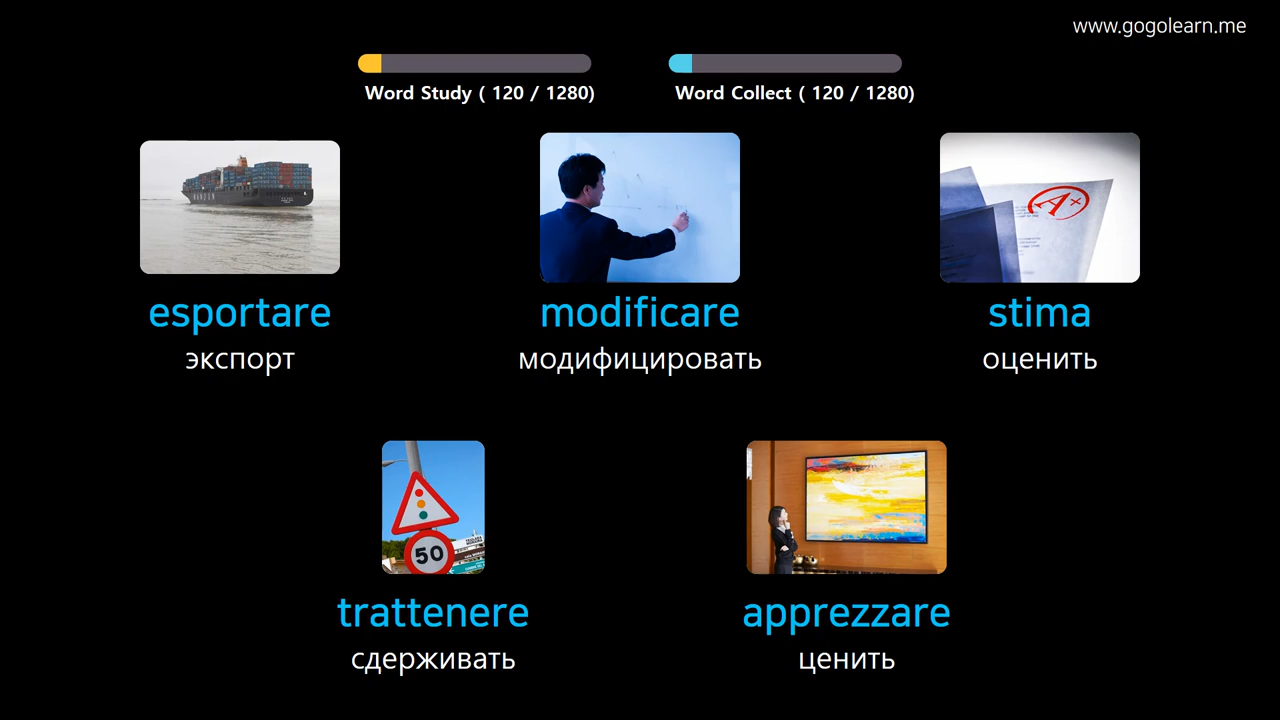 www.gogolearn.me
Word Study ( 120 / 1280)
Word Collect ( 120 / 1280)
A+
esportare
экспорт
modificare
модифицировать
stima
оценить
50
trattenere
сдерживать
apprezzare
ценить